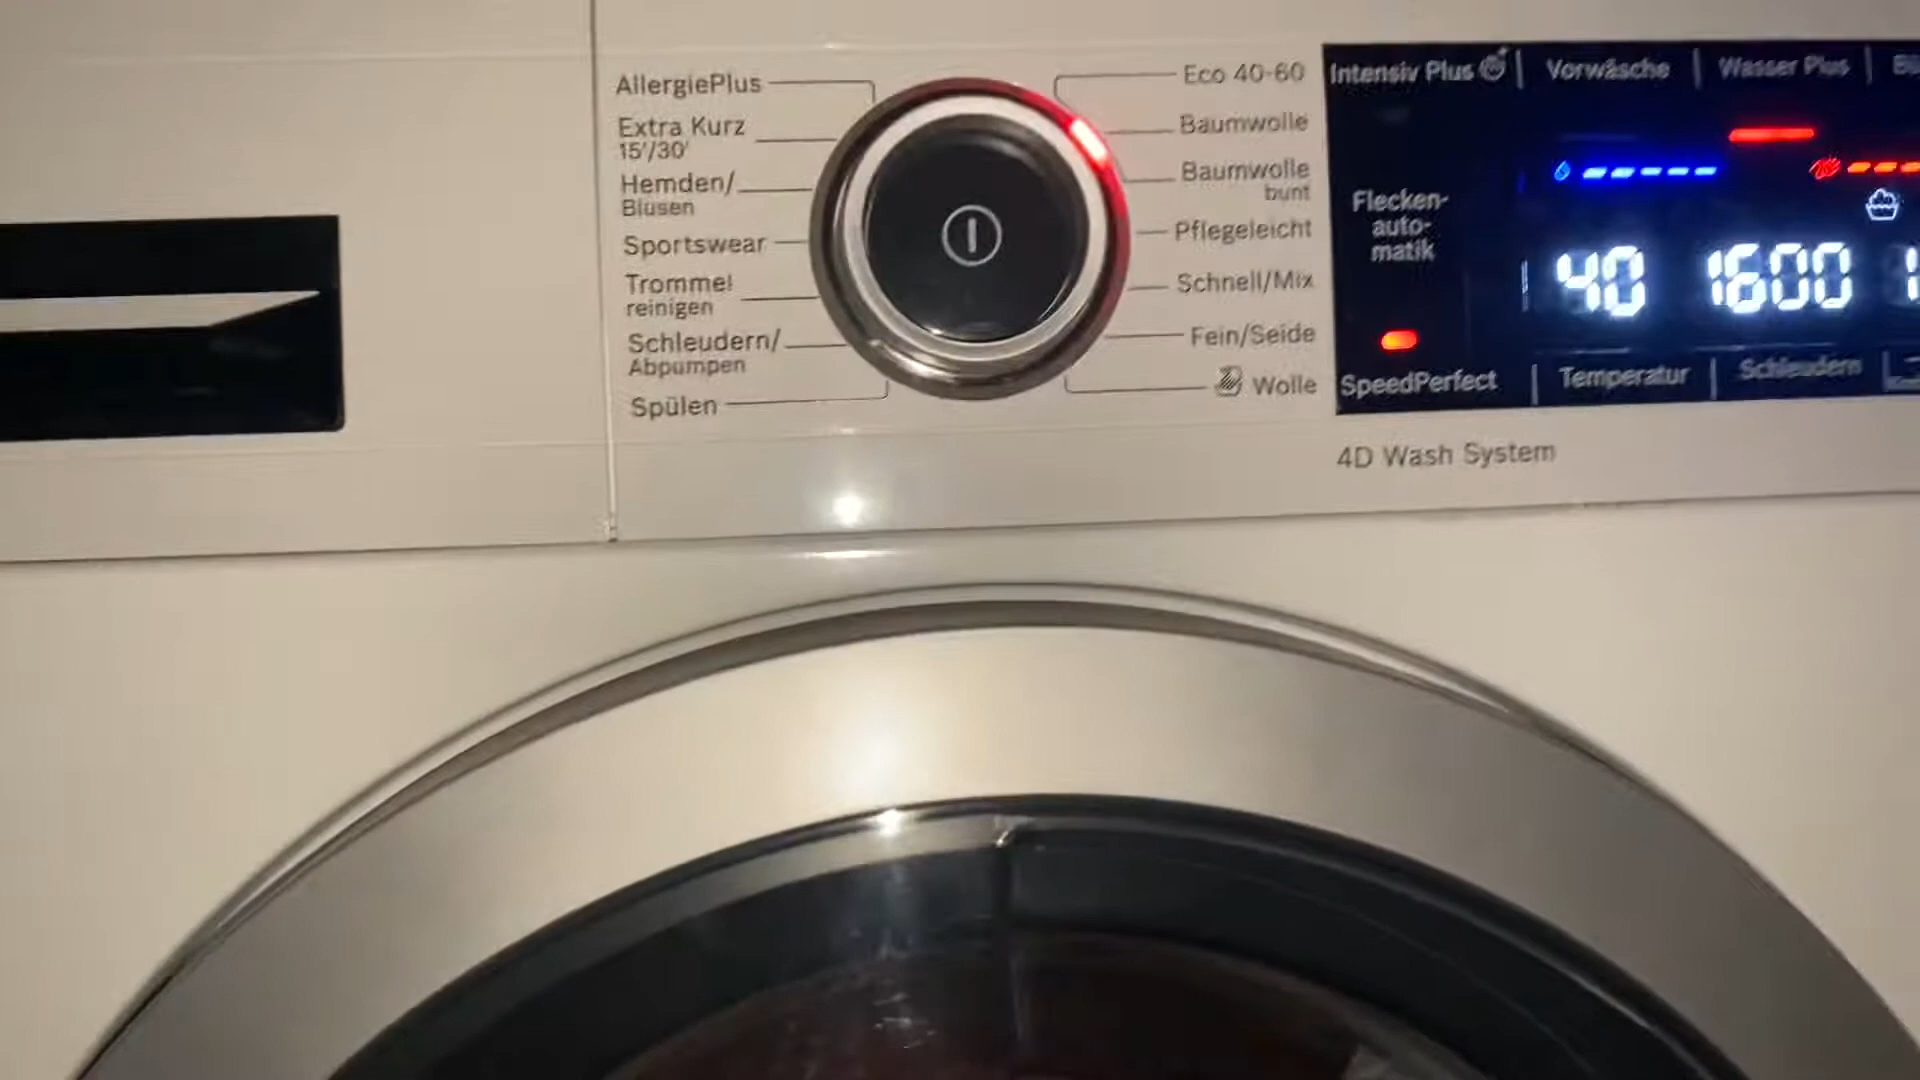 AllergiePlus
Extra Kurz
15'/30'
Hemden/
Blusen
Sportswear
Trommel
reinigen
Schleudern/
Abpumpen
Spülen
Eco 40-60
Baumwolle
Baumwolle
bunt
Pflegeleicht
Schnell/Mix
Fein/Seide
Wolle
Intensiv Plus | Vorwäsche | Wasser Plus |
Flecken-
auto-
matik
40 1600
SpeedPerfect | Temperatur | Schleudern
4D Wash System